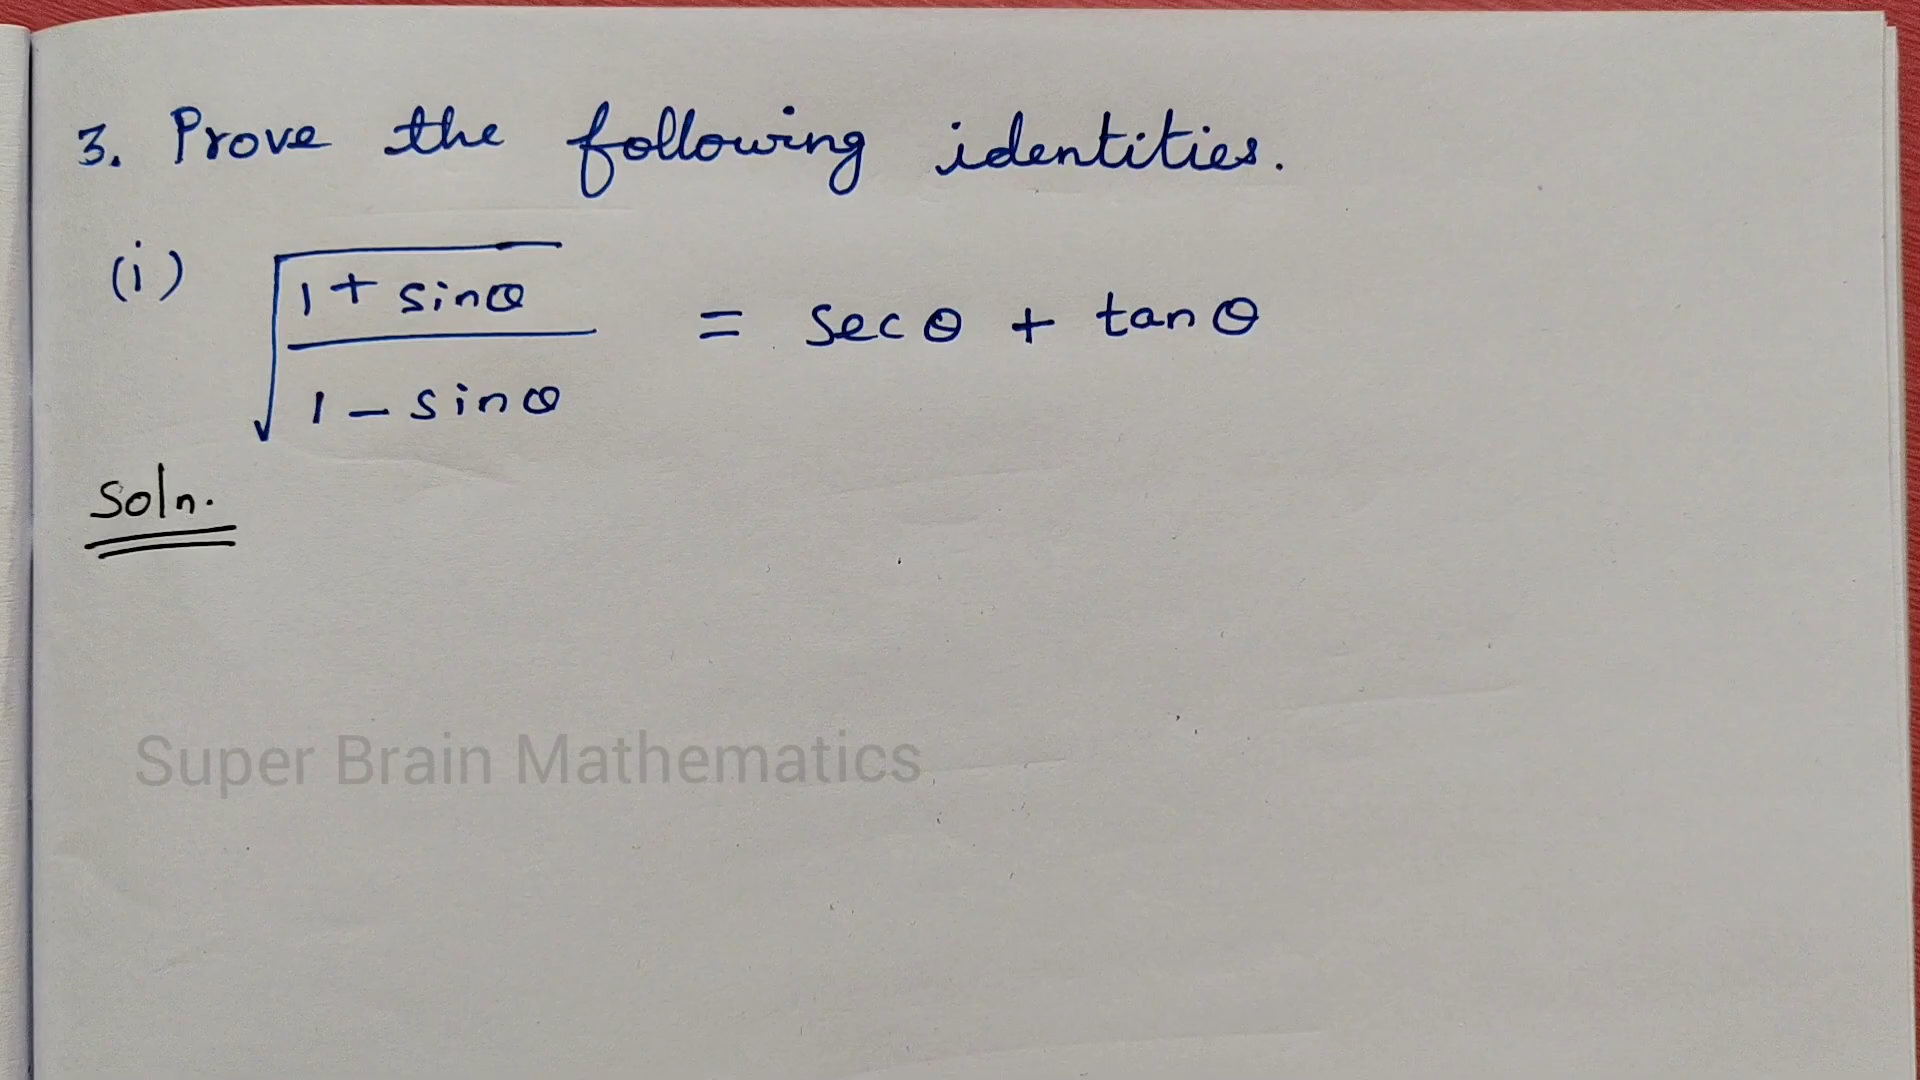 3. Prove the following identities.
(i) √(1 + sinθ / 1 - sinθ) = secθ + tanθ
Soln.
Super Brain Mathematics